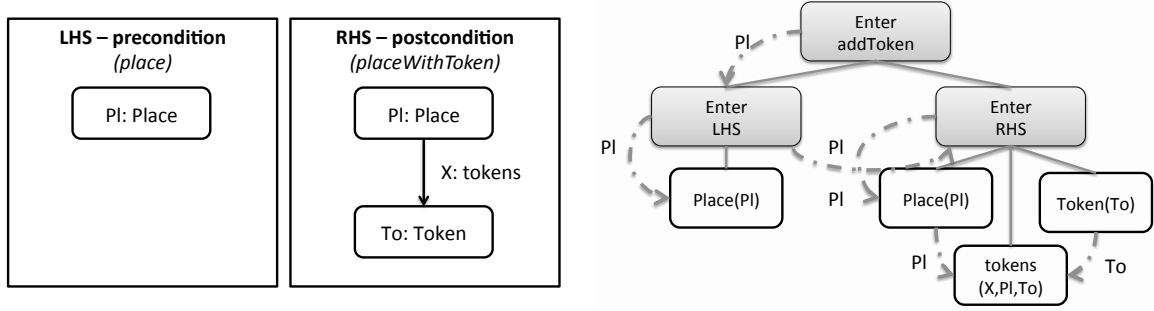 LHS – precondition
(place)
Pl: Place
RHS – postcondition
(placeWithToken)
Pl: Place
X: tokens
To: Token
Enter
addToken
Pl
Enter
LHS
Enter
RHS
Pl
Pl
Place(Pl)
Pl
Place(Pl)
Token(To)
Pl
tokens
(X,Pl,To)
To